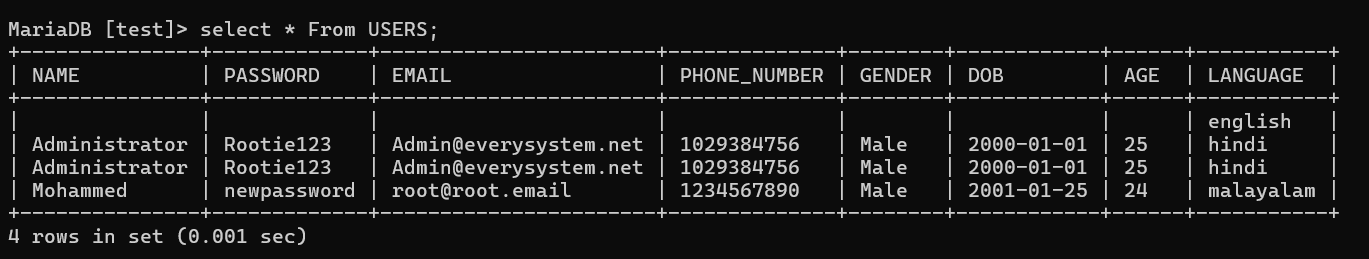 MariaDB [test]> select * From USERS;
+---------------+-------------+-----------------------+--------------+--------+------------+------+-----------+
| NAME          | PASSWORD    | EMAIL                 | PHONE_NUMBER | GENDER | DOB        | AGE  | LANGUAGE  |
+---------------+-------------+-----------------------+--------------+--------+------------+------+-----------+
|               |             |                       |              |        |            |      | english   |
| Administrator | Rootie123   | Admin@everysystem.net | 1029384756   | Male   | 2000-01-01 | 25   | hindi     |
| Administrator | Rootie123   | Admin@everysystem.net | 1029384756   | Male   | 2000-01-01 | 25   | hindi     |
| Mohammed      | newpassword | root@root.email       | 1234567890   | Male   | 2001-01-25 | 24   | malayalam |
+---------------+-------------+-----------------------+--------------+--------+------------+------+-----------+
4 rows in set (0.001 sec)